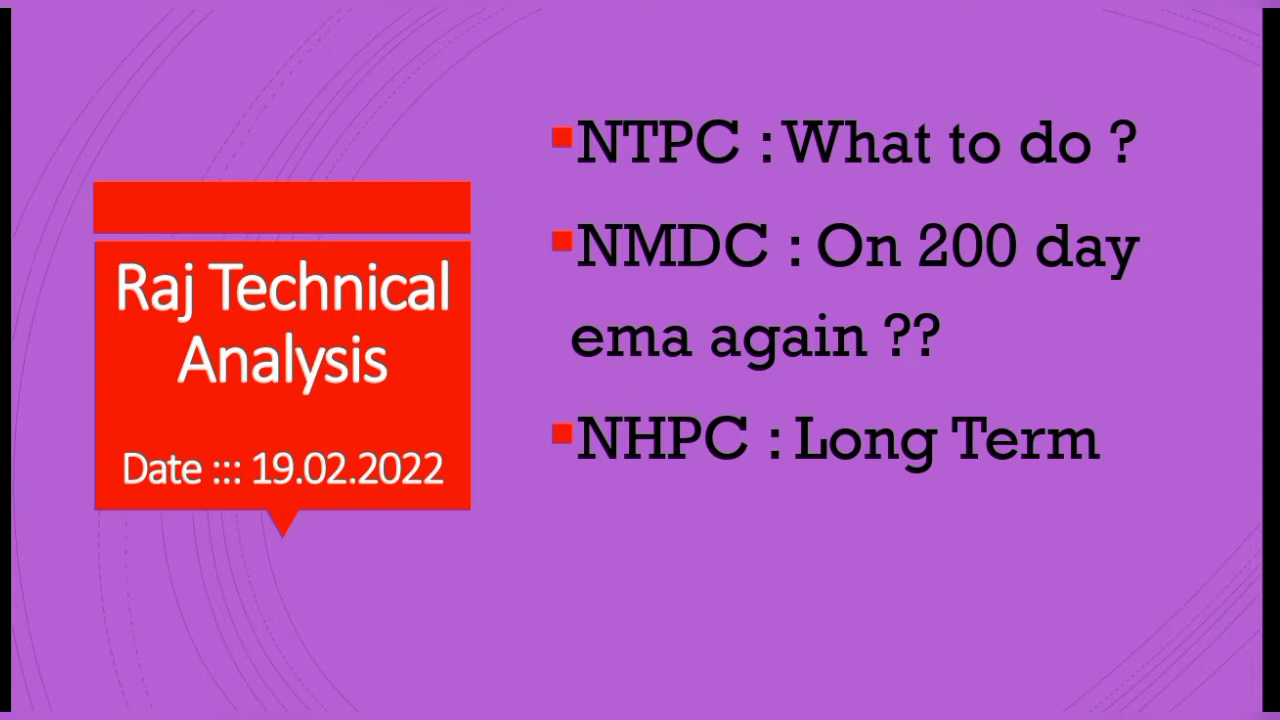 Raj Technical
Analysis
Date ::: 19.02.2022
NTPC : What to do ?
NMDC : On 200 day
ema again ??
NHPC : Long Term